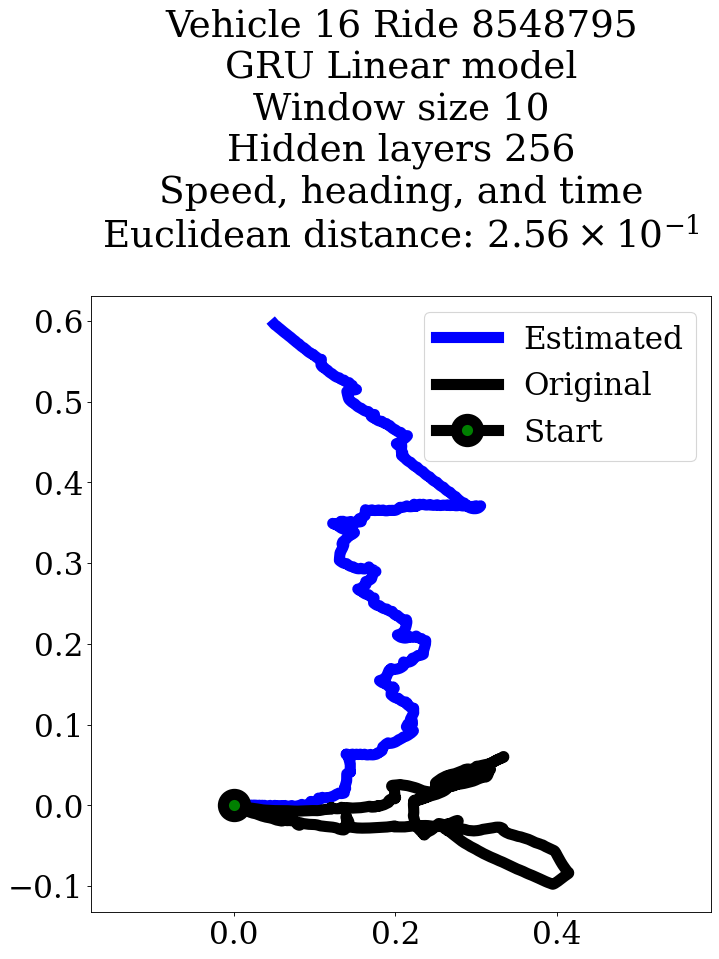 Vehicle 16 Ride 8548795
GRU Linear model
Window size 10
Hidden layers 256
Speed, heading, and time
Euclidean distance: 2.56 × 10⁻¹
Estimated
Original
Start
0.6
0.5
0.4
0.3
0.2
0.1
0.0
−0.1
0.0 0.2 0.4